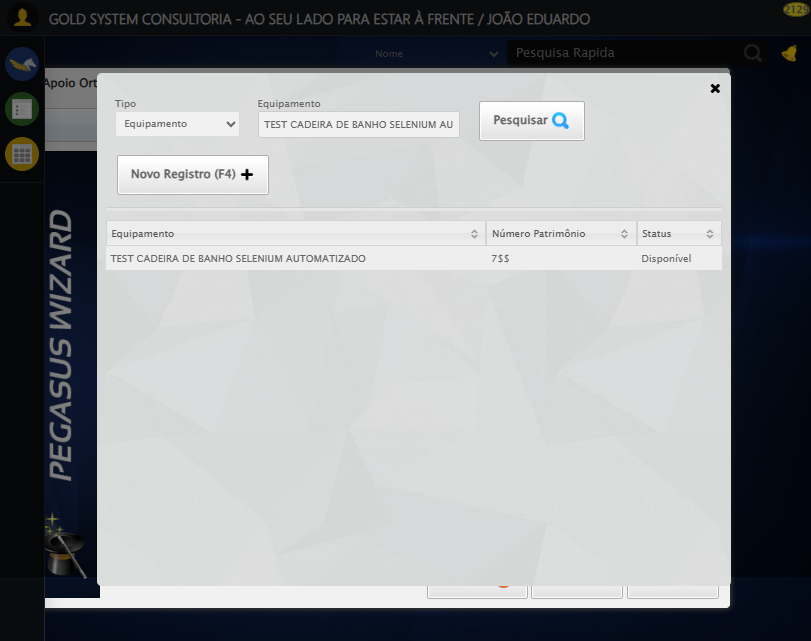 GOLD SYSTEM CONSULTORIA - AO SEU LADO PARA ESTAR À FRENTE / JOÃO EDUARDO
2129
Nome
Pesquisa Rapida
Apoio Ort
Tipo
Equipamento
Equipamento
TEST CADEIRA DE BANHO SELENIUM AU
Pesquisar
Novo Registro (F4)
Equipamento
Número Patrimônio
Status
TEST CADEIRA DE BANHO SELENIUM AUTOMATIZADO
7$$
Disponível
PEGASUS WIZARD